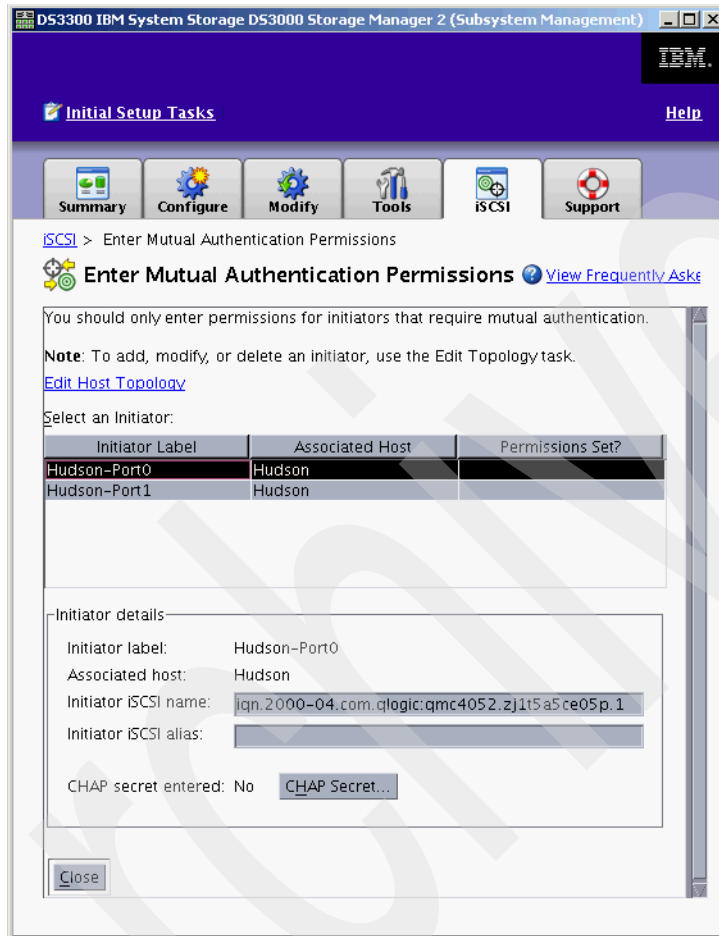 DS3300 IBM System Storage DS3000 Storage Manager 2 (Subsystem Management)
IBM.
Initial Setup Tasks Help
Summary Configure Modify Tools iSCSI Support
iSCSI > Enter Mutual Authentication Permissions
Enter Mutual Authentication Permissions ? View Frequently Aske
You should only enter permissions for initiators that require mutual authentication.
Note: To add, modify, or delete an initiator, use the Edit Topology task.
Edit Host Topology
Select an Initiator:
Initiator Label Associated Host Permissions Set?
Hudson-Port0 Hudson
Hudson-Port1 Hudson
Initiator details
Initiator label: Hudson-Port0
Associated host: Hudson
Initiator iSCSI name: iqn.2000-04.com.qlogic:qmc4052.zj1t5a5ce05p.1
Initiator iSCSI alias:
CHAP secret entered: No CHAP Secret...
Close